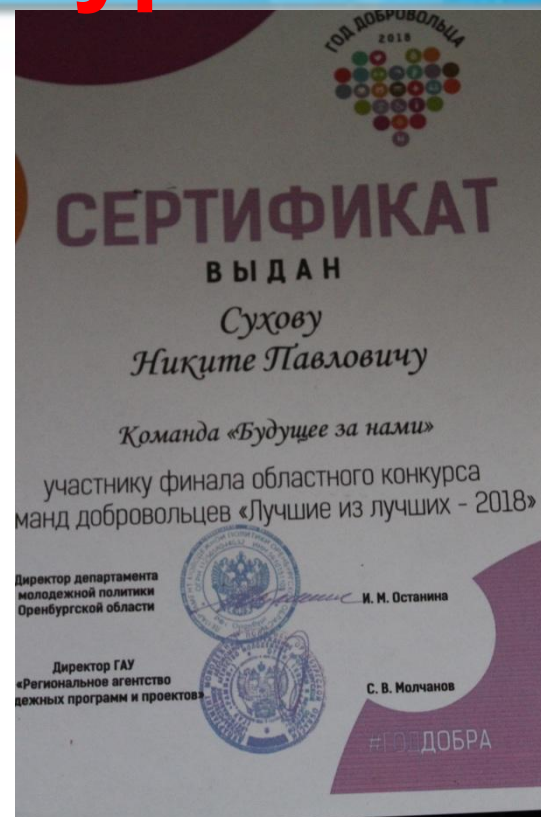 ГОД ДОБРОВОЛЬЦА
2018
СЕРТИФИКАТ
ВЫДАН
Сухову
Никите Павловичу
Команда «Будущее за нами»
участнику финала областного конкурса
манд добровольцев «Лучшие из лучших - 2018»
Директор департамента
молодежной политики
Оренбургской области
И. М. Останина
Директор ГАУ
«Региональное агентство
дежных программ и проектов»
С. В. Молчанов
#ГОДДОБРА